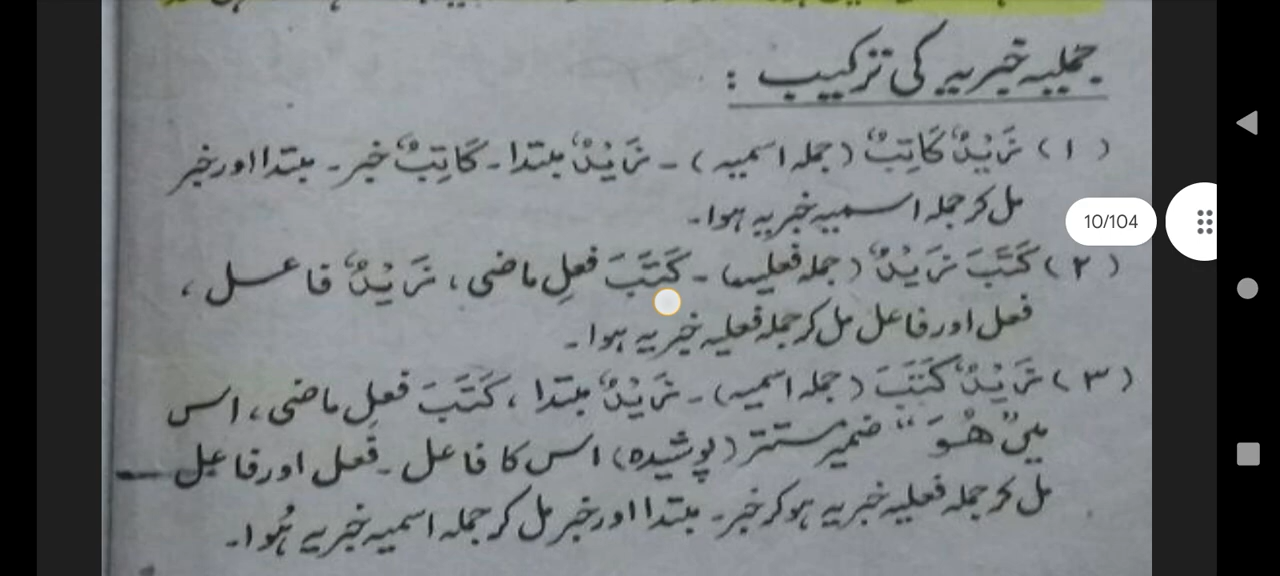 جملہ خبریہ کی ترکیب :
(۱) زَيْدٌ كَاتِبٌ (جملہ اسمیہ) ۔ زَيْدٌ مبتدا ۔ كَاتِبٌ خبر ۔ مبتدا اور خبر
مل کر جملہ اسمیہ خبریہ ہوا۔
10/104
(۲) كَتَبَ زَيْدٌ (جملہ فعلیہ) ۔ كَتَبَ فعلِ ماضی ، زَيْدٌ فاعل ،
فعل اور فاعل مل کر جملہ فعلیہ خبریہ ہوا ۔
(۳) زَيْدٌ كَتَبَ (جملہ اسمیہ) ۔ زَيْدٌ مبتدا ، كَتَبَ فعلِ ماضی ، اس
میں "هُوَ" ضمیر مستتر (پوشیدہ) اس کا فاعل ۔ فعل اور فاعل
مل کر جملہ فعلیہ خبریہ ہو کر خبر ۔ مبتدا اور خبر مل کر جملہ اسمیہ خبریہ ہُوا ۔